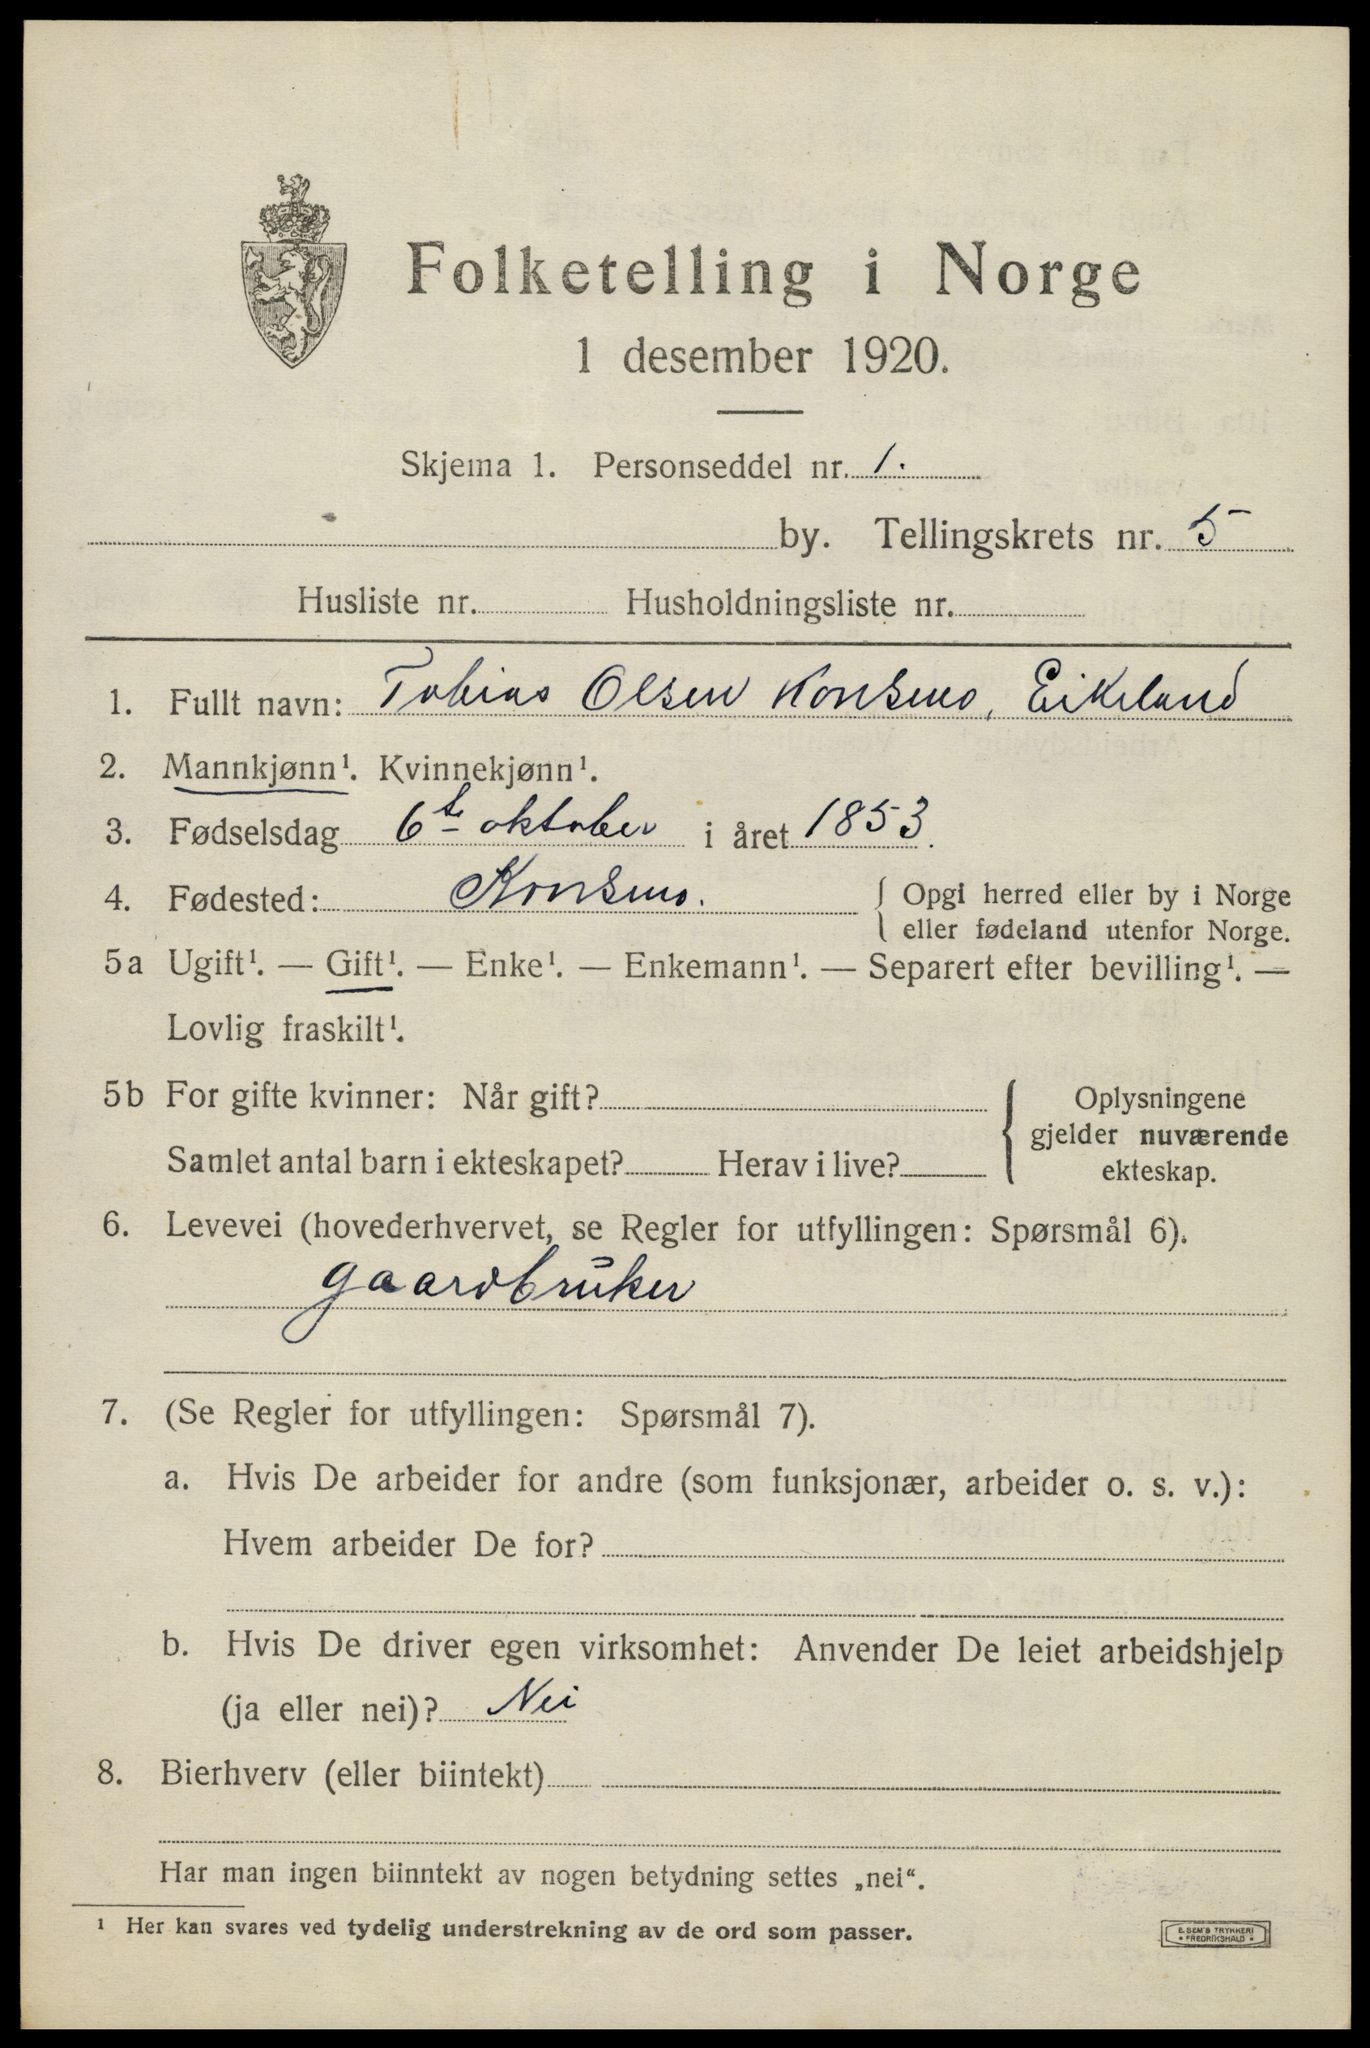 Folketelling i Norge
1 desember 1920.
Skjema 1. Personseddel nr. 1.
by. Tellingskrets nr. 5
Husliste nr. Husholdningsliste nr.
1. Fullt navn: Tobias Olsen Konsmo, Eikeland
2. Mannkjønn¹. Kvinnekjønn¹.
3. Fødselsdag 6te oktober i året 1853.
4. Fødested: Konsmo. { Opgi herred eller by i Norge
eller fødeland utenfor Norge.
5a Ugift¹. — Gift¹. — Enke¹. — Enkemann¹. — Separert efter bevilling¹. —
Lovlig fraskilt¹.
5b For gifte kvinner: Når gift? { Oplysningene
gjelder nuværende
Samlet antal barn i ekteskapet? Herav i live? ekteskap.
6. Levevei (hovederhvervet, se Regler for utfyllingen: Spørsmål 6).
gaardbruker
7. (Se Regler for utfyllingen: Spørsmål 7).
a. Hvis De arbeider for andre (som funksjonær, arbeider o. s. v.):
Hvem arbeider De for?
b. Hvis De driver egen virksomhet: Anvender De leiet arbeidshjelp
(ja eller nei)? Nei
8. Bierhverv (eller biintekt)
Har man ingen biinntekt av nogen betydning settes „nei“.
¹ Her kan svares ved tydelig understrekning av de ord som passer.
E. SEM'S TRYKKERI
• FREDRIKSHALD •